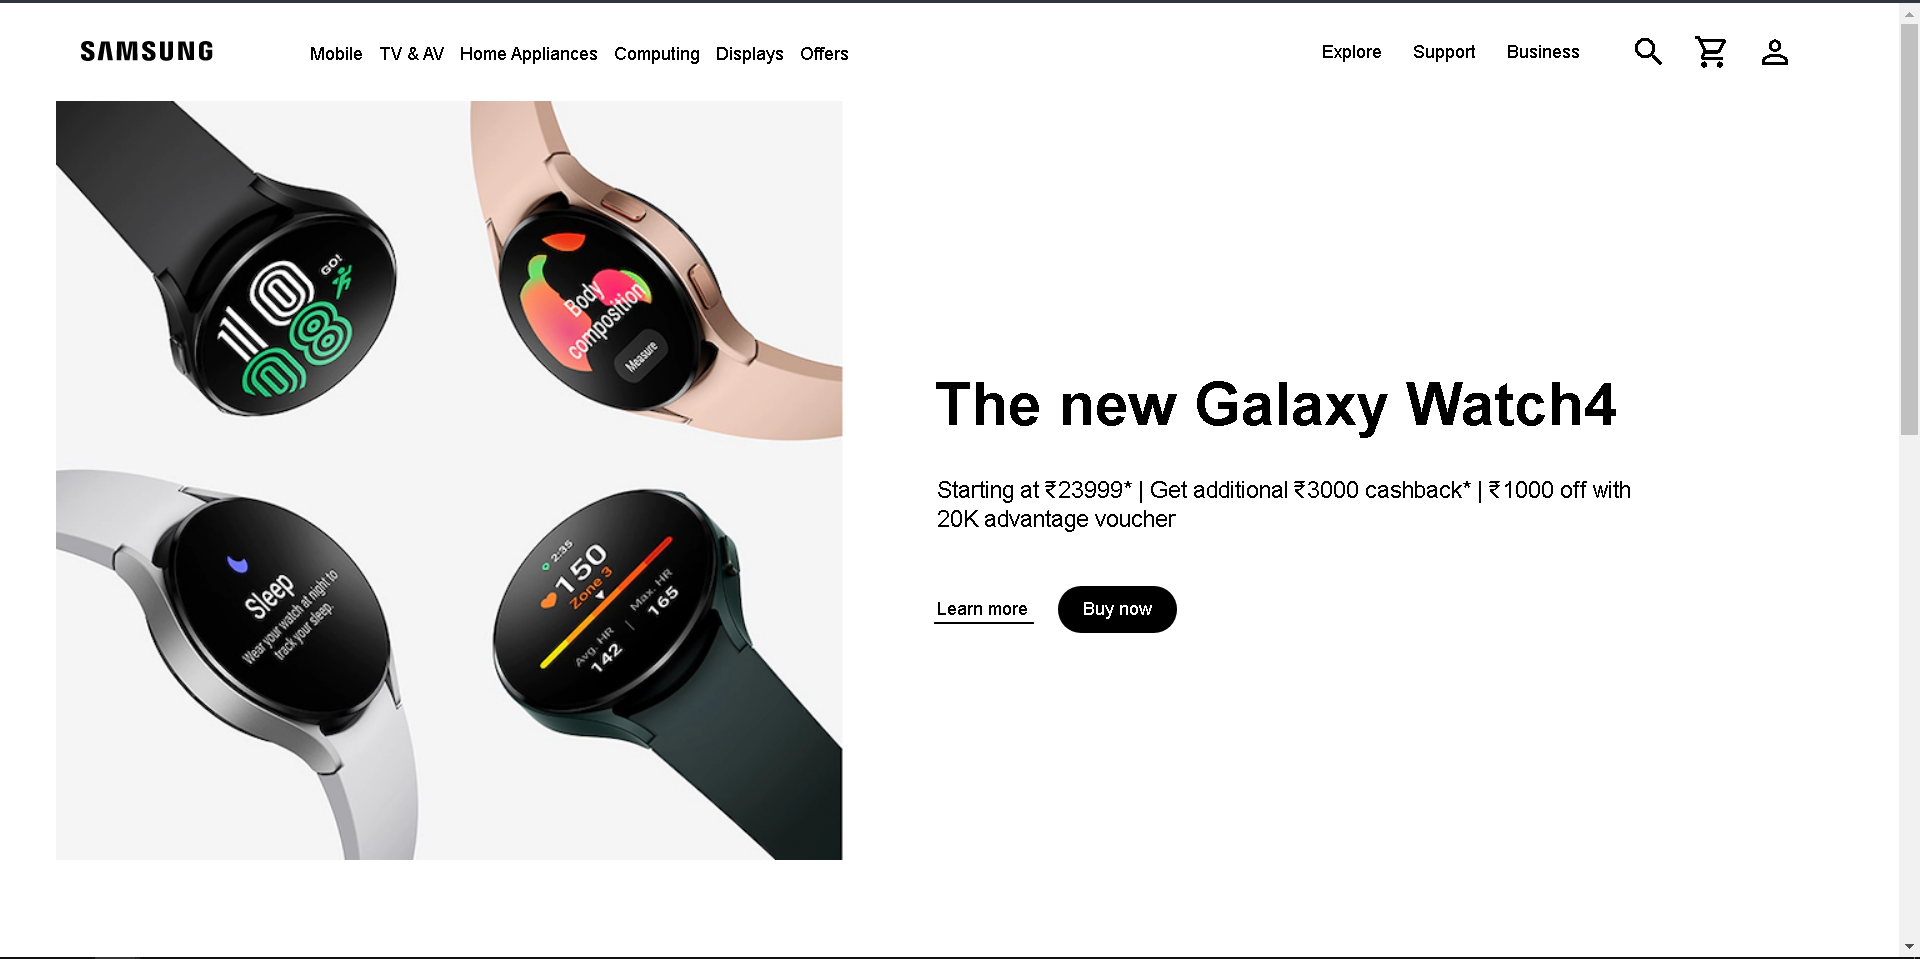 SAMSUNG
Mobile TV & AV Home Appliances Computing Displays Offers
Explore Support Business
GO!
10
08
Body
composition
Measure
The new Galaxy Watch4
Starting at ₹23999* | Get additional ₹3000 cashback* | ₹1000 off with
20K advantage voucher
Learn more Buy now
Sleep
Wear your watch at night to
track your sleep.
2:35
150
Zone 3
Avg. HR | Max. HR
142 165